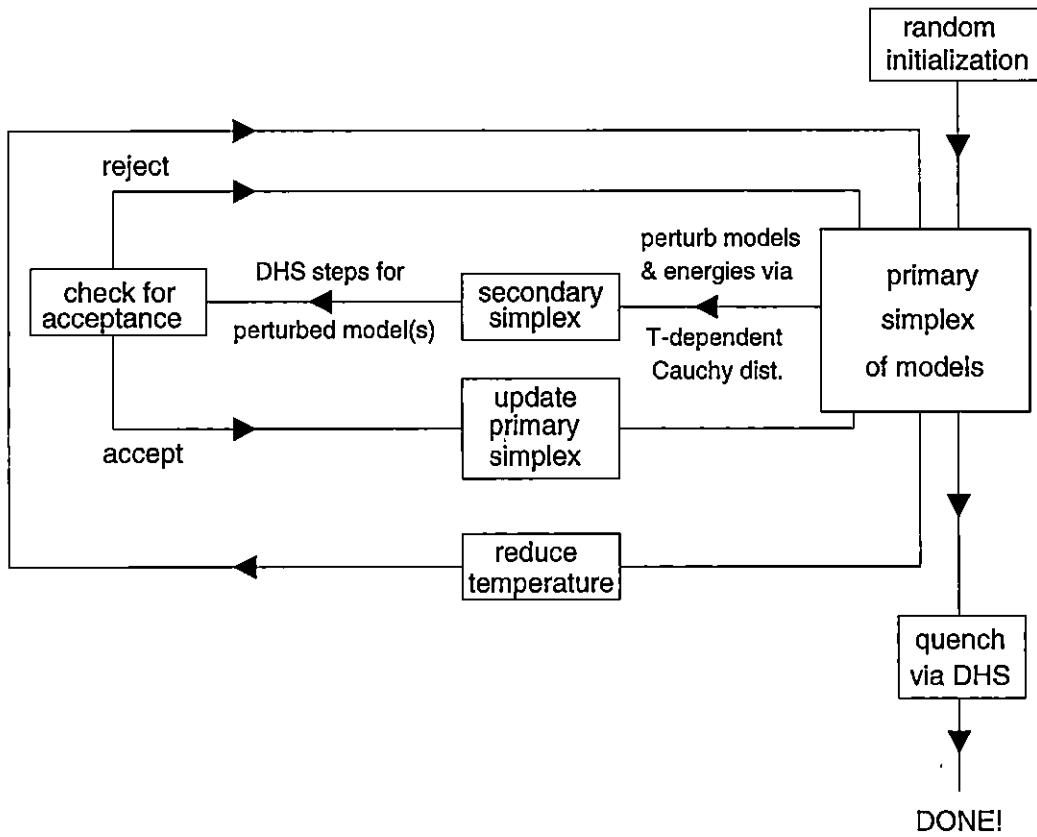 random
initialization
reject
perturb models
& energies via
primary
simplex
of models
DHS steps for
perturbed model(s)
secondary
simplex
check for
acceptance
T-dependent
Cauchy dist.
update
primary
simplex
accept
reduce
temperature
quench
via DHS
DONE!